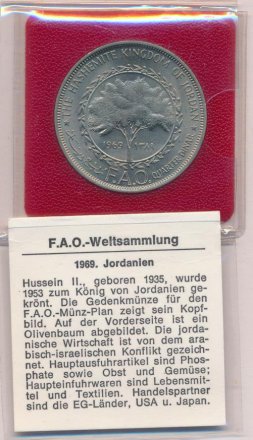 THE HASHEMITE KINGDOM OF JORDAN
1969 ١٣٨٩
F.A.O.
QUARTER DINAR
F.A.O.-Weltsammlung
1969. Jordanien
Hussein II., geboren 1935, wurde
1953 zum König von Jordanien ge-
krönt. Die Gedenkmünze für den
F.A.O.-Münz-Plan zeigt sein Kopf-
bild. Auf der Vorderseite ist ein
Olivenbaum abgebildet. Die jorda-
nische Wirtschaft ist von dem ara-
bisch-israelischen Konflikt gezeich-
net. Hauptausfuhrartikel sind Phos-
phate sowie Obst und Gemüse;
Haupteinfuhrwaren sind Lebensmit-
tel und Textilien. Handelspartner
sind die EG-Länder, USA u. Japan.